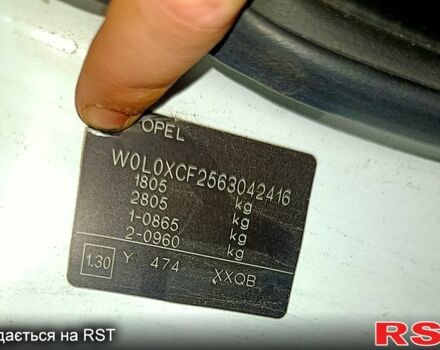 OPEL
W0L0XCF2563042416
1805 kg
2805 kg
1-0865 kg
2-0960 kg
1.30 Y 474 XXQB
дається на RST
RS